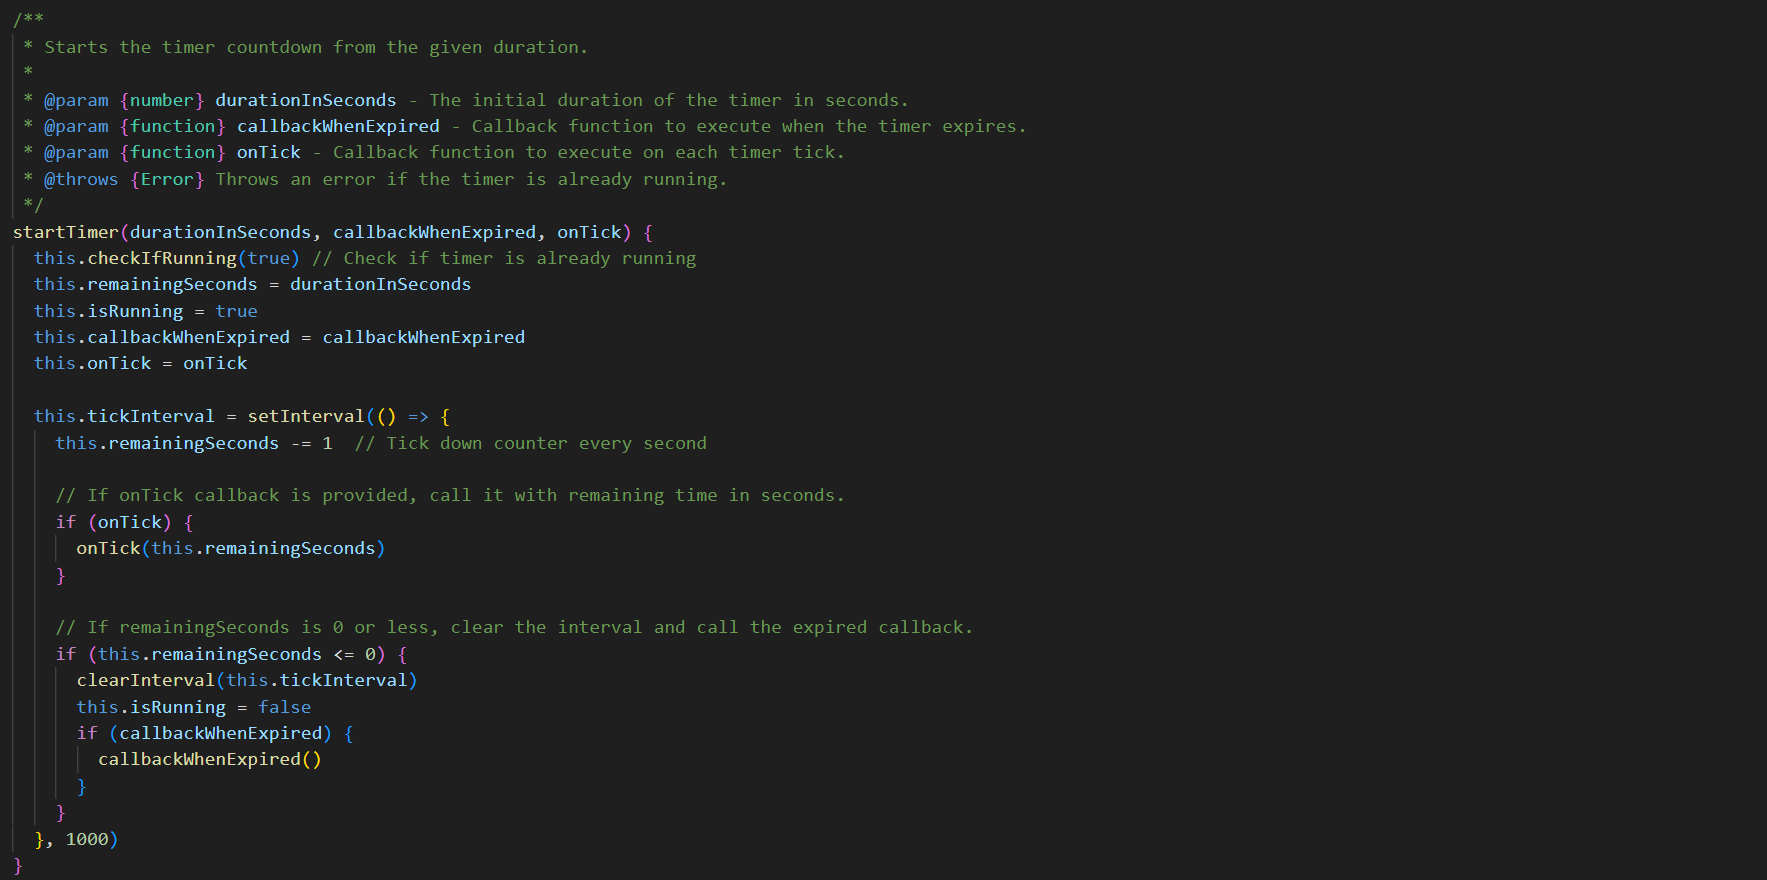 /**
 * Starts the timer countdown from the given duration.
 *
 * @param {number} durationInSeconds - The initial duration of the timer in seconds.
 * @param {function} callbackWhenExpired - Callback function to execute when the timer expires.
 * @param {function} onTick - Callback function to execute on each timer tick.
 * @throws {Error} Throws an error if the timer is already running.
 */
startTimer(durationInSeconds, callbackWhenExpired, onTick) {
  this.checkIfRunning(true) // Check if timer is already running
  this.remainingSeconds = durationInSeconds
  this.isRunning = true
  this.callbackWhenExpired = callbackWhenExpired
  this.onTick = onTick

  this.tickInterval = setInterval(() => {
    this.remainingSeconds -= 1  // Tick down counter every second

    // If onTick callback is provided, call it with remaining time in seconds.
    if (onTick) {
      onTick(this.remainingSeconds)
    }

    // If remainingSeconds is 0 or less, clear the interval and call the expired callback.
    if (this.remainingSeconds <= 0) {
      clearInterval(this.tickInterval)
      this.isRunning = false
      if (callbackWhenExpired) {
        callbackWhenExpired()
      }
    }
  }, 1000)
}